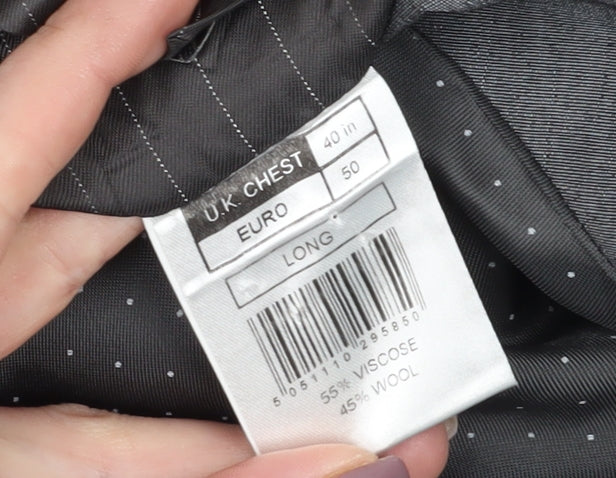 U.K. CHEST 40 in
EURO 50
LONG
5 051110 295850
55% VISCOSE
45% WOOL